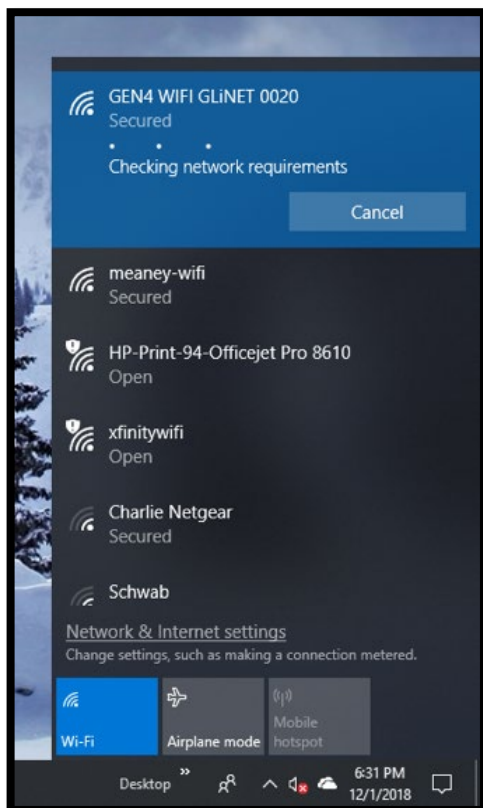 GEN4 WIFI GLiNET 0020
Secured
Checking network requirements
Cancel
meaney-wifi
Secured
HP-Print-94-Officejet Pro 8610
Open
xfinitywifi
Open
Charlie Netgear
Secured
Schwab
Network & Internet settings
Change settings, such as making a connection metered.
Wi-Fi
Airplane mode
Mobile
hotspot
Desktop
6:31 PM
12/1/2018